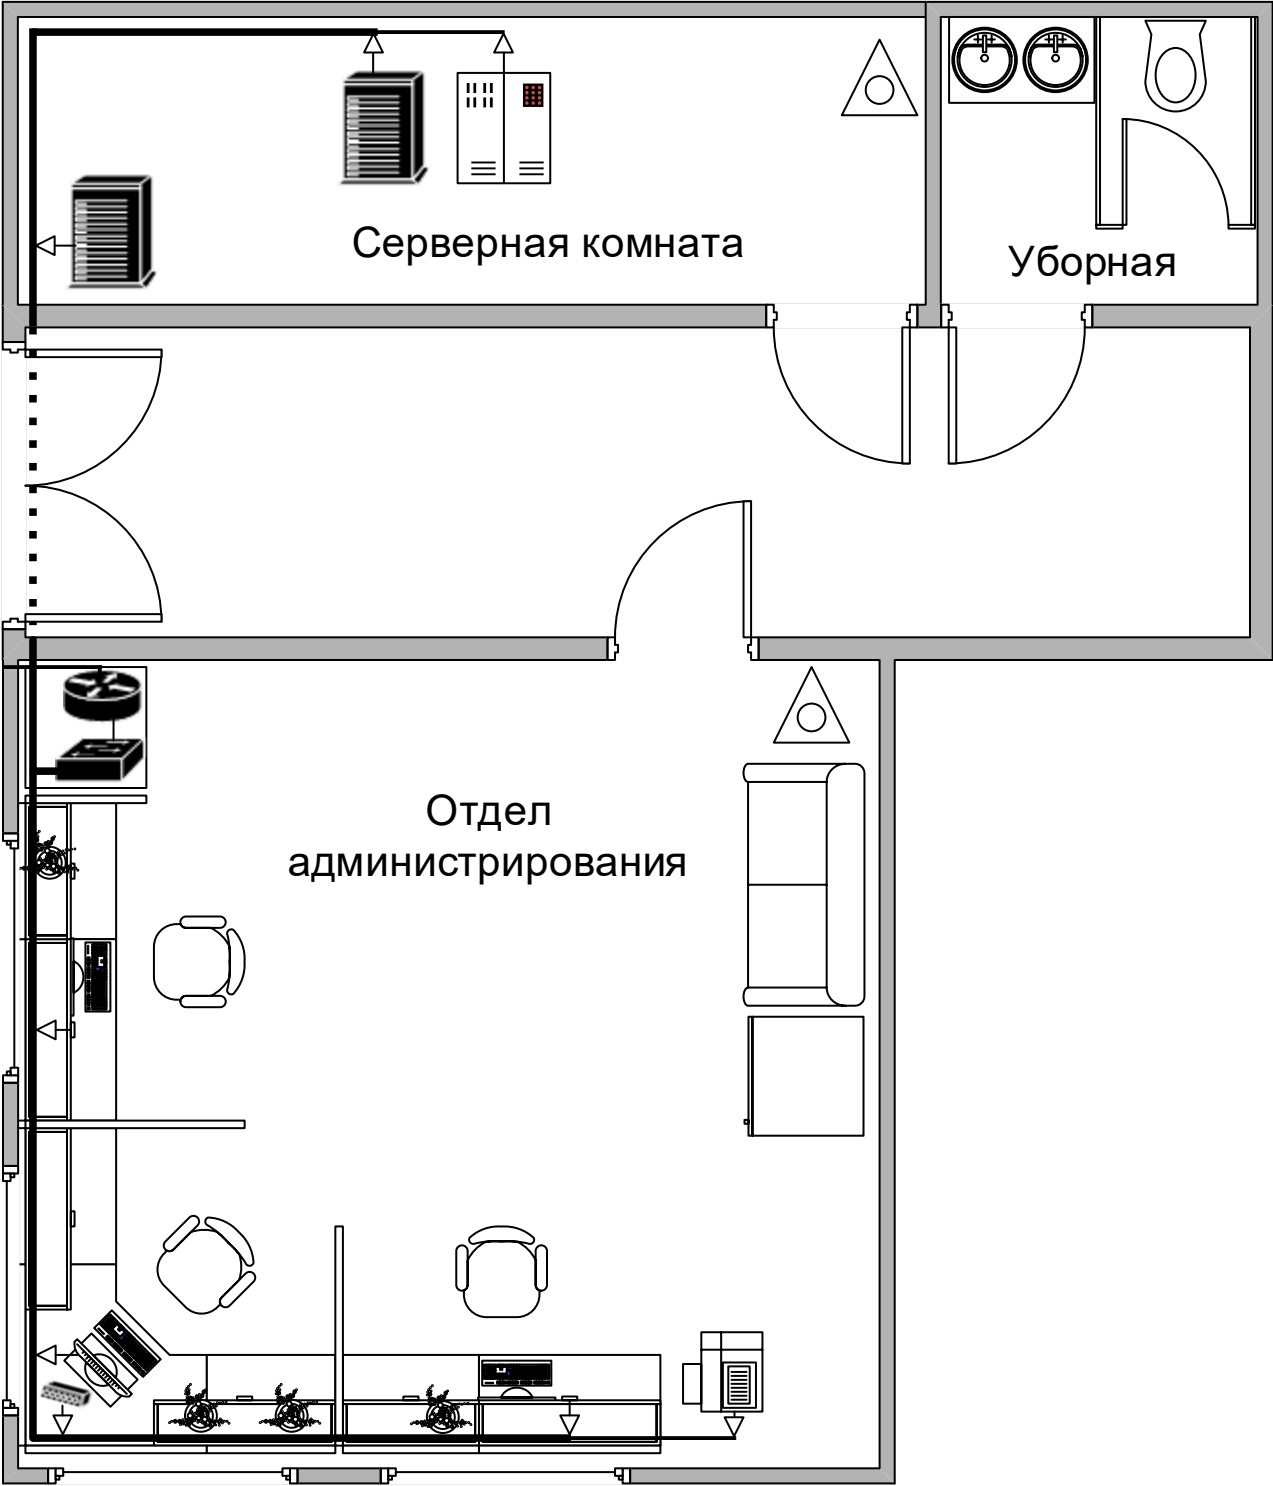 Серверная комната
Уборная
Отдел
администрирования